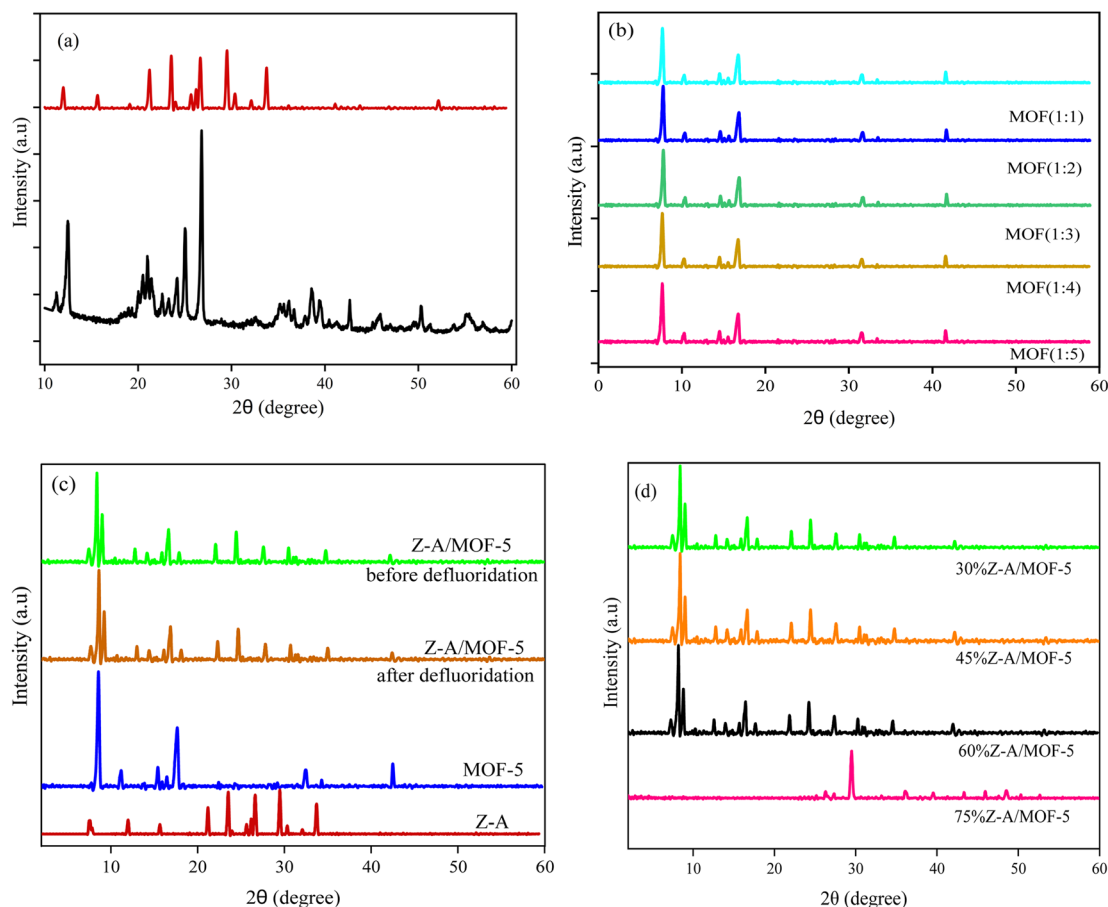 (a)
Intensity (a.u)
10 20 30 40 50 60
2θ (degree)
(b)
Intensity (a.u)
MOF(1:1)
MOF(1:2)
MOF(1:3)
MOF(1:4)
MOF(1:5)
0 10 20 30 40 50 60
2θ (degree)
(c)
Intensity (a.u)
Z-A/MOF-5
before defluoridation
Z-A/MOF-5
after defluoridation
MOF-5
Z-A
10 20 30 40 50 60
2θ (degree)
(d)
Intensity (a.u)
30%Z-A/MOF-5
45%Z-A/MOF-5
60%Z-A/MOF-5
75%Z-A/MOF-5
10 20 30 40 50 60
2θ (degree)